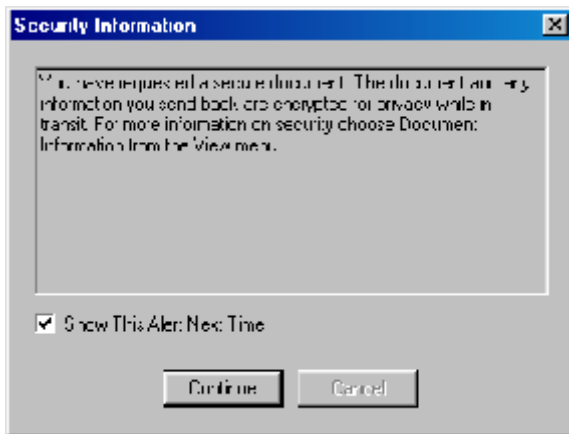 Security Information
You have requested a secure document. The document and any
information you send back are encrypted for privacy while in
transit. For more information on security choose Document
Information from the View menu.
Show This Alert Next Time
Continue
Cancel